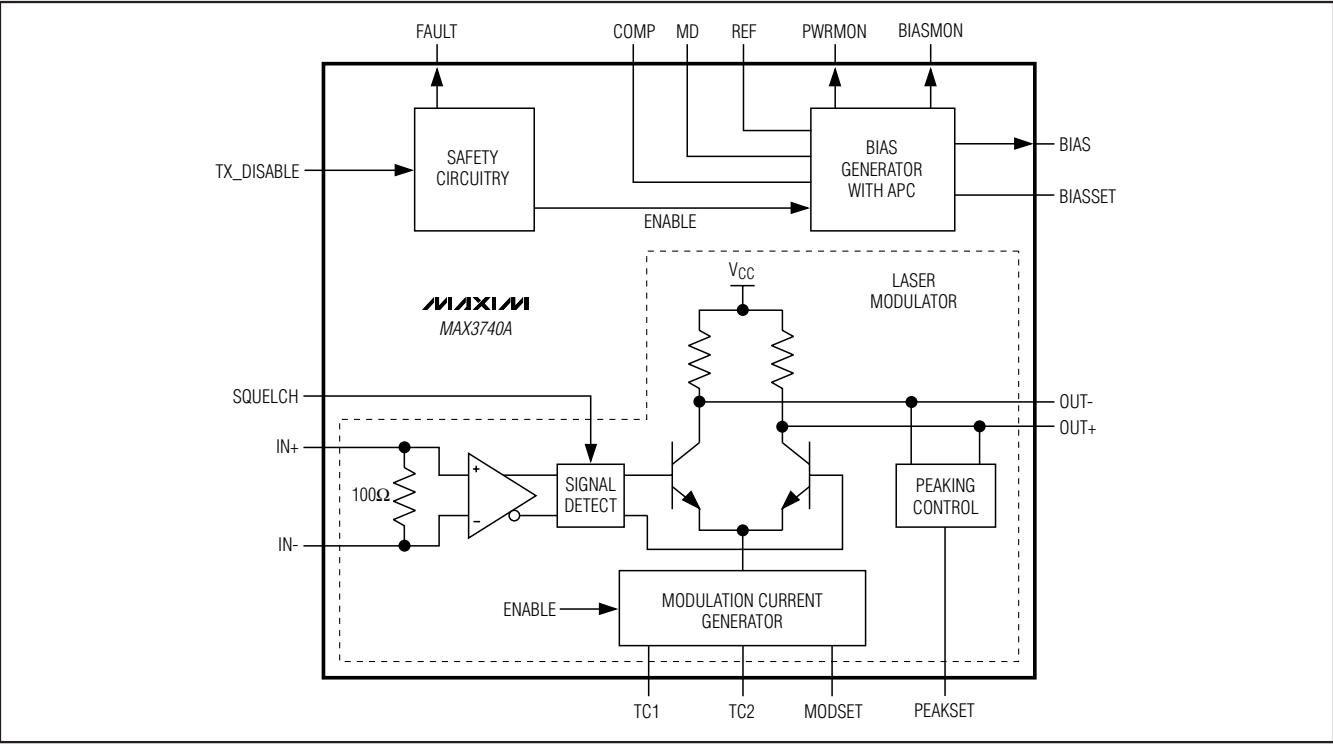 FAULT
COMP
MD
REF
PWRMON
BIASMON
SAFETY
CIRCUITRY
BIAS
GENERATOR
WITH APC
BIAS
TX_DISABLE
BIASSET
ENABLE
VCC
LASER
MODULATOR
MAXIM
MAX3740A
SQUELCH
OUT-
OUT+
IN+
+
100Ω
-
SIGNAL
DETECT
PEAKING
CONTROL
IN-
MODULATION CURRENT
GENERATOR
ENABLE
TC1
TC2
MODSET
PEAKSET